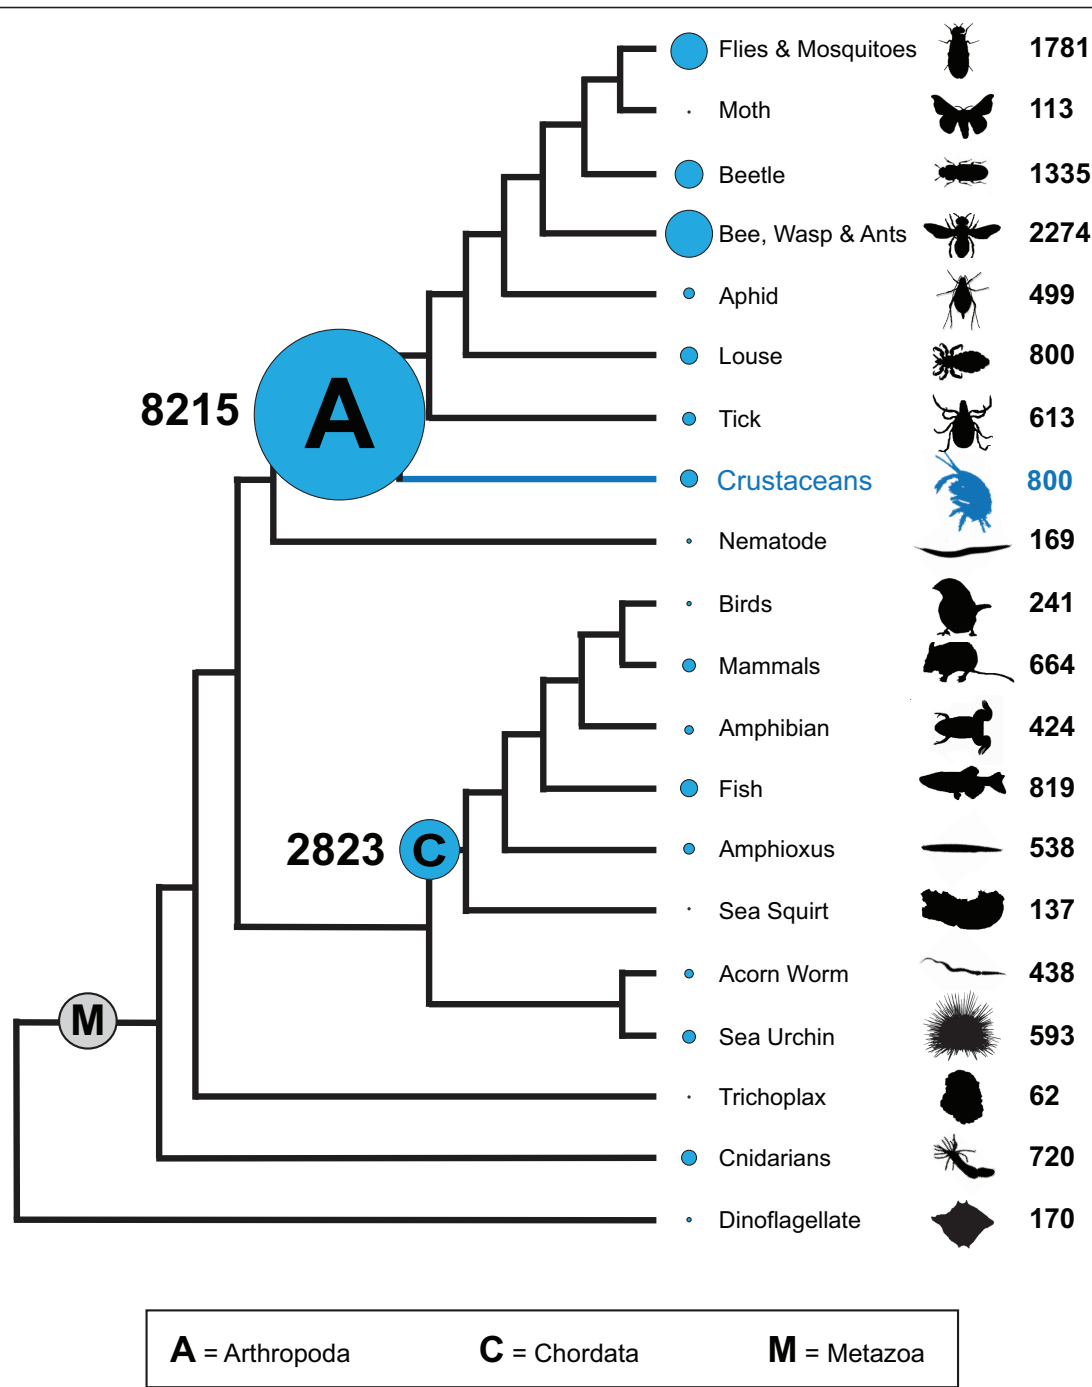 Flies & Mosquitoes 1781
Moth 113
Beetle 1335
Bee, Wasp & Ants 2274
Aphid 499
Louse 800
8215 A
Tick 613
Crustaceans 800
Nematode 169
Birds 241
Mammals 664
Amphibian 424
Fish 819
2823 C
Amphioxus 538
Sea Squirt 137
Acorn Worm 438
M
Sea Urchin 593
Trichoplax 62
Cnidarians 720
Dinoflagellate 170
A = Arthropoda C = Chordata M = Metazoa